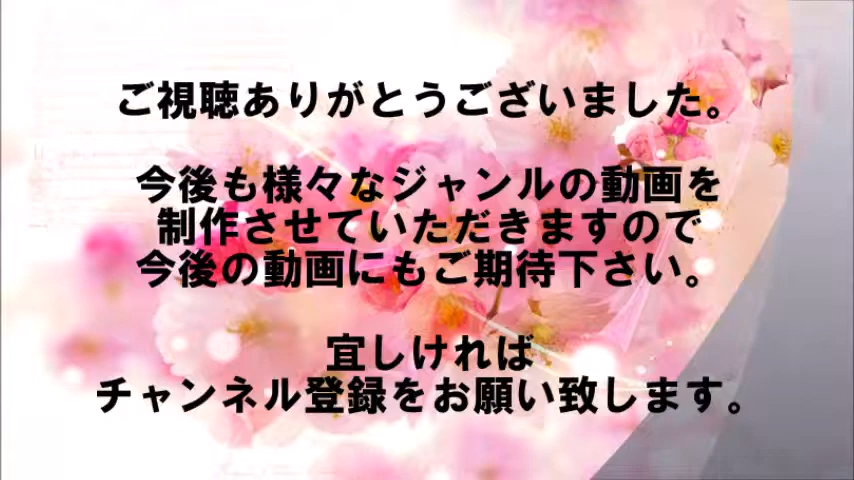 ご視聴ありがとうございました。
今後も様々なジャンルの動画を
制作させていただきますので
今後の動画にもご期待下さい。
宜しければ
チャンネル登録をお願い致します。